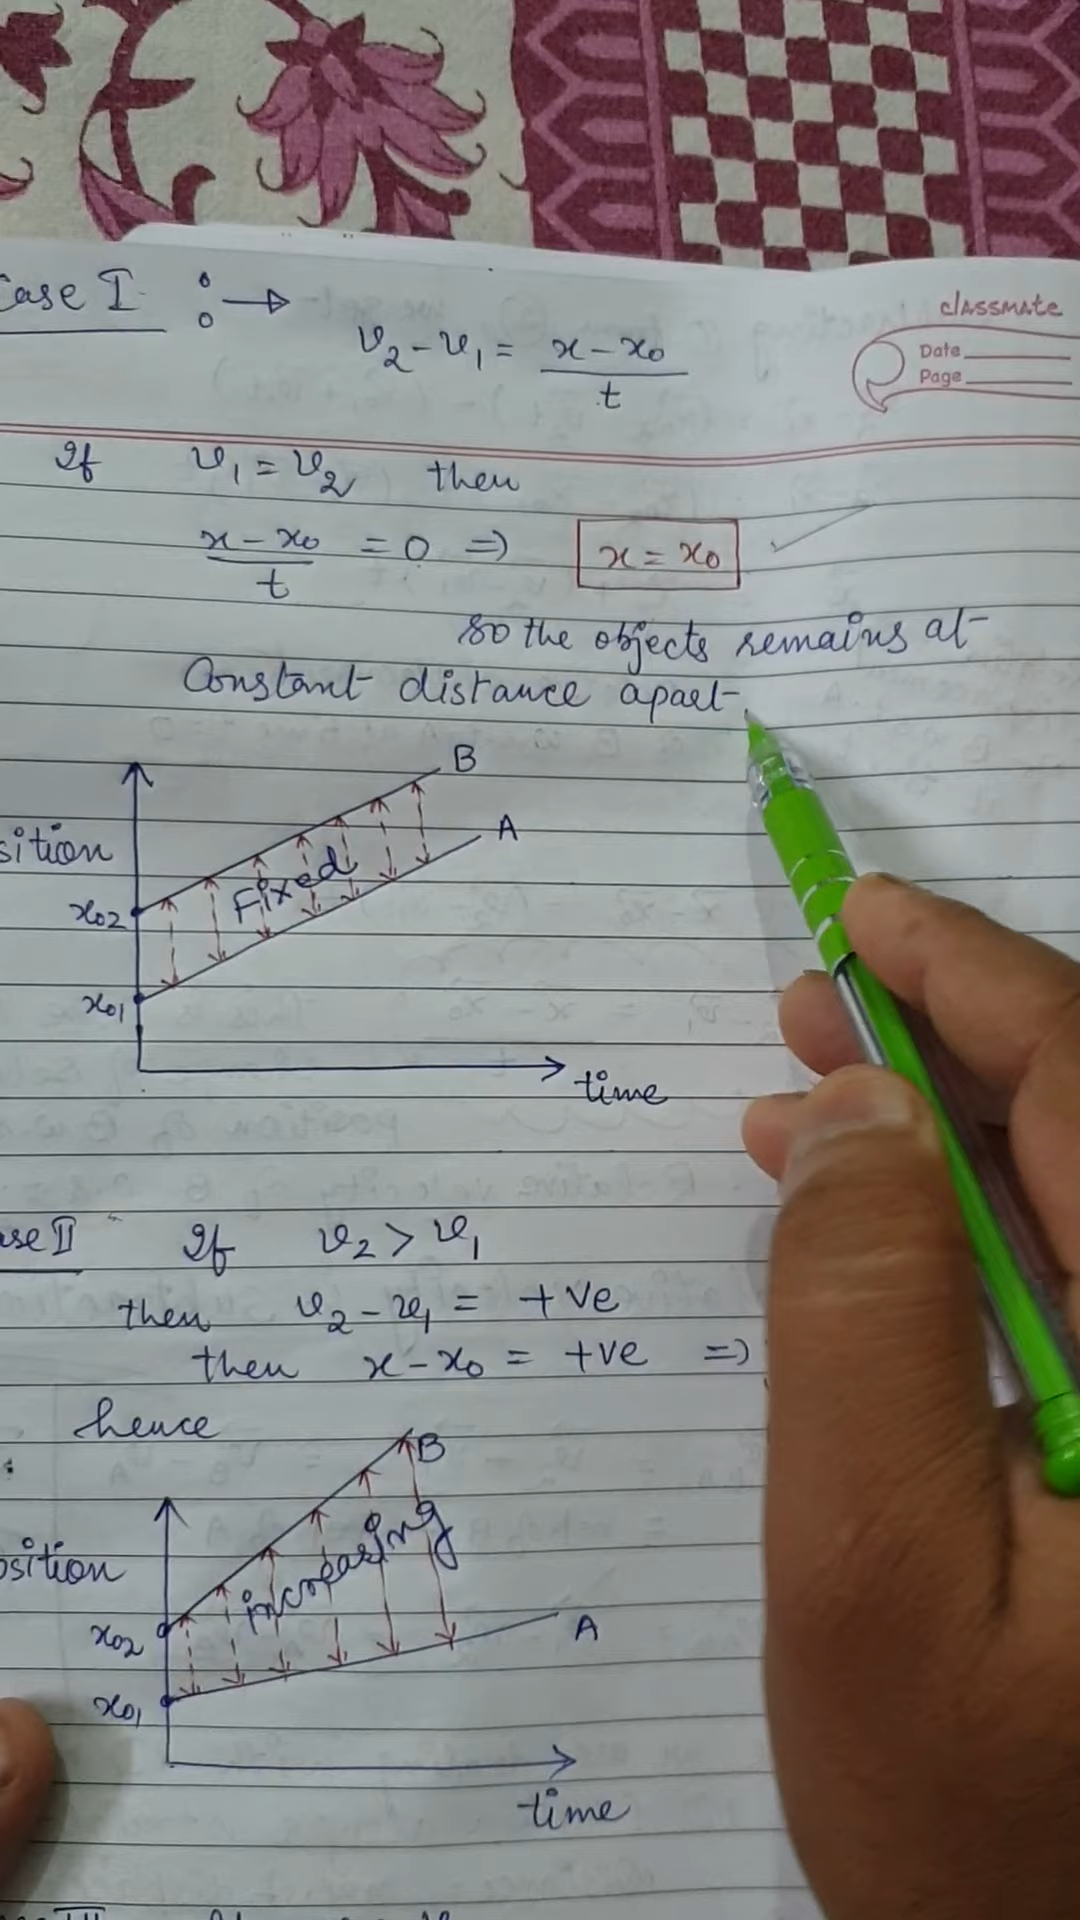 Case I :→
classmate
Date
Page
v₂ - v₁ = x - x₀ / t
If v₁ = v₂ then
x - x₀ / t = 0 ⇒ x = x₀ ✓
so the objects remains at
Constant distance apart.
B
A
sition
Fixed
x₀₂
x₀₁
time
ase II If v₂ > v₁
then v₂ - v₁ = +ve
then x - x₀ = +ve ⇒
hence
B
osition
increasing
x₀₂
A
x₀₁
time